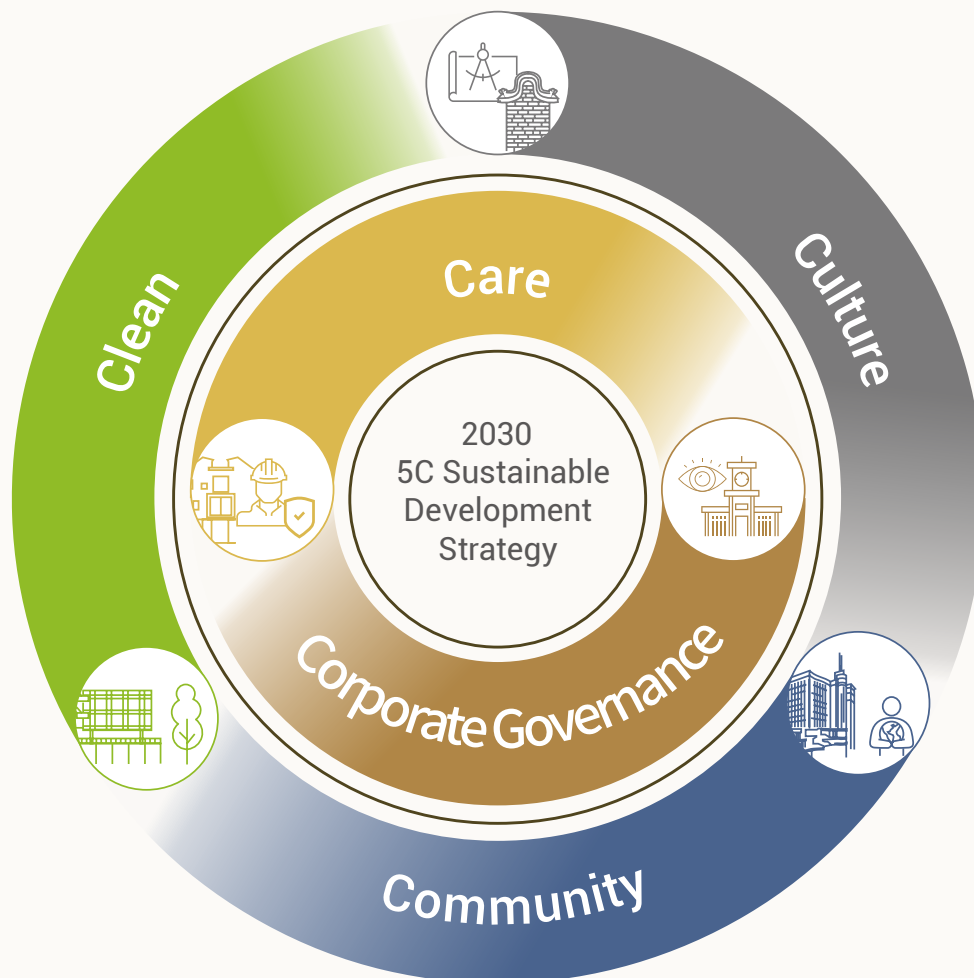 Clean
Culture
Care
2030
5C Sustainable
Development
Strategy
Corporate Governance
Community